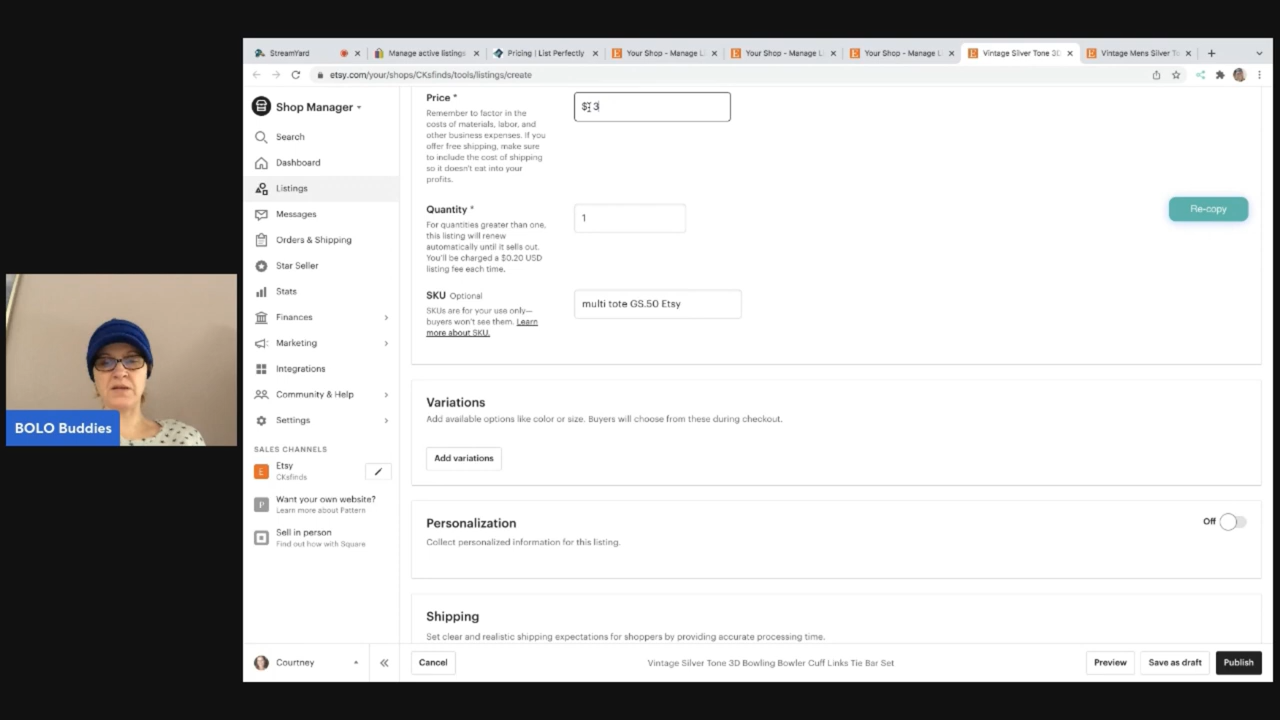 StreamYard
Manage active listings
Pricing | List Perfectly
Your Shop - Manage L
Your Shop - Manage L
Your Shop - Manage L
Vintage Silver Tone 3D
Vintage Mens Silver T
etsy.com/your/shops/CKsfinds/tools/listings/create
Shop Manager
Search
Dashboard
Listings
Messages
Orders & Shipping
Star Seller
Stats
Finances
Marketing
Integrations
Community & Help
Settings
SALES CHANNELS
Etsy
CKsfinds
Want your own website?
Learn more about Pattern
Sell in person
Find out how with Square
Courtney
Price *
Remember to factor in the
costs of materials, labor, and
other business expenses. If you
offer free shipping, make sure
to include the cost of shipping
so it doesn't eat into your
profits.
Quantity *
1
For quantities greater than one,
this listing will renew
automatically until it sells out.
You'll be charged a $0.20 USD
listing fee each time.
Re-copy
SKU Optional
multi tote GS.50 Etsy
SKUs are for your use only—
buyers won't see them. Learn
more about SKU.
Variations
Add available options like color or size. Buyers will choose from these during checkout.
Add variations
Personalization
Off
Collect personalized information for this listing.
Shipping
Set clear and realistic shipping expectations for shoppers by providing accurate processing time.
Cancel
Vintage Silver Tone 3D Bowling Bowler Cuff Links Tie Bar Set
Preview
Save as draft
Publish
BOLO Buddies